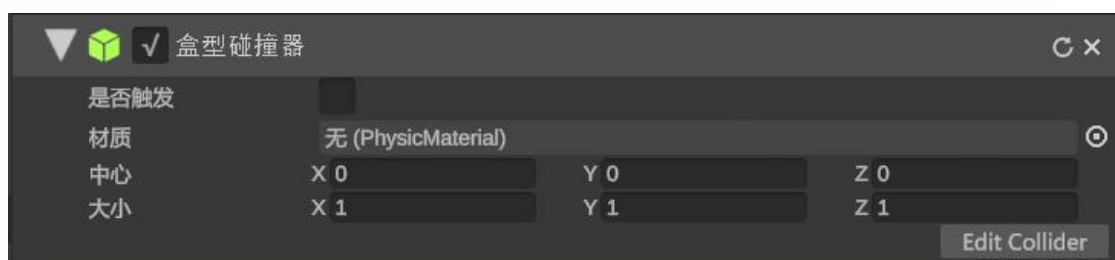 盒型碰撞器
是否触发
材质 无 (PhysicMaterial)
中心 X 0 Y 0 Z 0
大小 X 1 Y 1 Z 1
Edit Collider